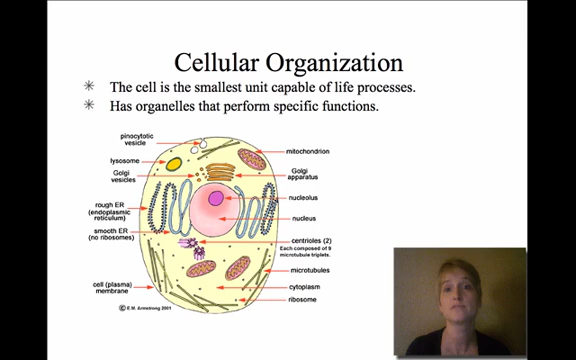 Cellular Organization
The cell is the smallest unit capable of life processes.
Has organelles that perform specific functions.
pinocytotic
vesicle
lysosome
Golgi
vesicles
rough ER
(endoplasmic
reticulum)
smooth ER
(no ribosomes)
cell (plasma)
membrane
mitochondrion
Golgi
apparatus
nucleolus
nucleus
centrioles (2)
Each composed of 9
microtubule triplets.
microtubules
cytoplasm
ribosome
© E.M. Armstrong 2001